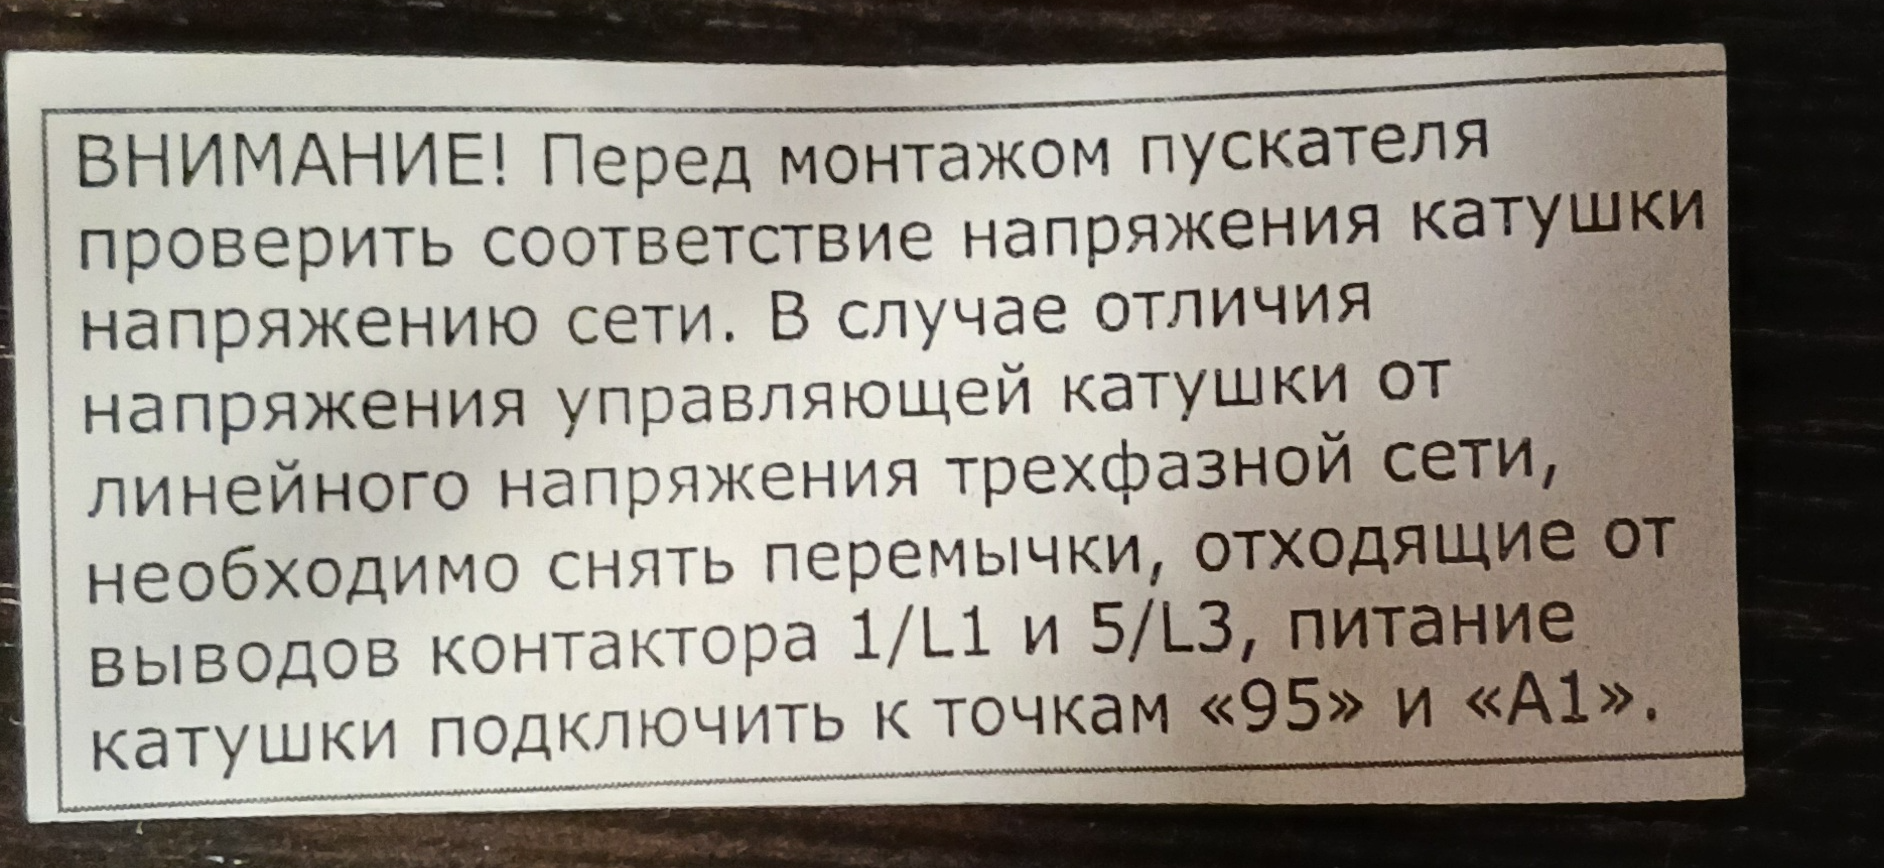 ВНИМАНИЕ! Перед монтажом пускателя
проверить соответствие напряжения катушки
напряжению сети. В случае отличия
напряжения управляющей катушки от
линейного напряжения трехфазной сети,
необходимо снять перемычки, отходящие от
выводов контактора 1/L1 и 5/L3, питание
катушки подключить к точкам «95» и «А1».